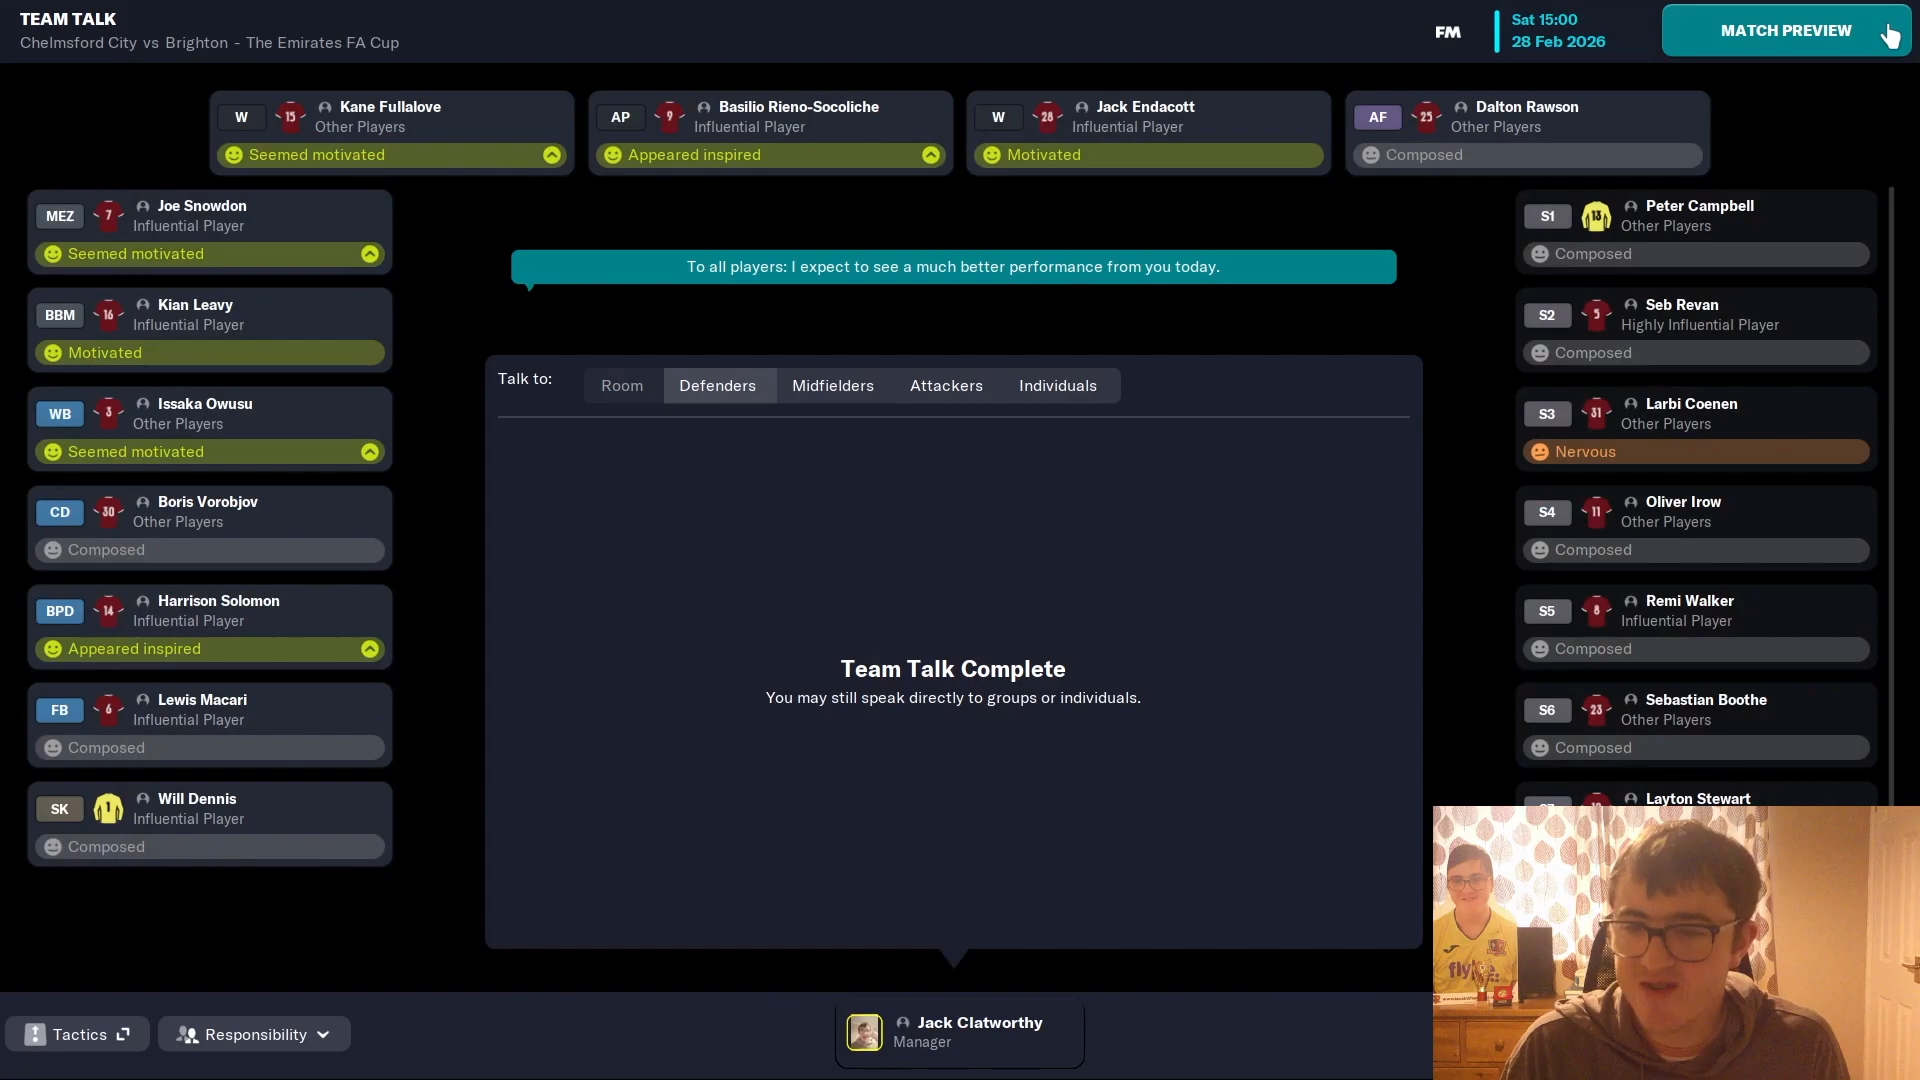 TEAM TALK
Chelmsford City vs Brighton - The Emirates FA Cup
FM
Sat 15:00
28 Feb 2026
MATCH PREVIEW
W
15
Kane Fullalove
Other Players
Seemed motivated
AP
9
Basilio Rieno-Socoliche
Influential Player
Appeared inspired
W
28
Jack Endacott
Influential Player
Motivated
AF
25
Dalton Rawson
Other Players
Composed
MEZ
7
Joe Snowdon
Influential Player
Seemed motivated
BBM
16
Kian Leavy
Influential Player
Motivated
WB
3
Issaka Owusu
Other Players
Seemed motivated
CD
30
Boris Vorobjov
Other Players
Composed
BPD
14
Harrison Solomon
Influential Player
Appeared inspired
FB
6
Lewis Macari
Influential Player
Composed
SK
1
Will Dennis
Influential Player
Composed
To all players: I expect to see a much better performance from you today.
Talk to:
Room
Defenders
Midfielders
Attackers
Individuals
Team Talk Complete
You may still speak directly to groups or individuals.
S1
13
Peter Campbell
Other Players
Composed
S2
5
Seb Revan
Highly Influential Player
Composed
S3
31
Larbi Coenen
Other Players
Nervous
S4
11
Oliver Irow
Other Players
Composed
S5
8
Remi Walker
Influential Player
Composed
S6
23
Sebastian Boothe
Other Players
Composed
Layton Stewart
Tactics
Responsibility
Jack Clatworthy
Manager